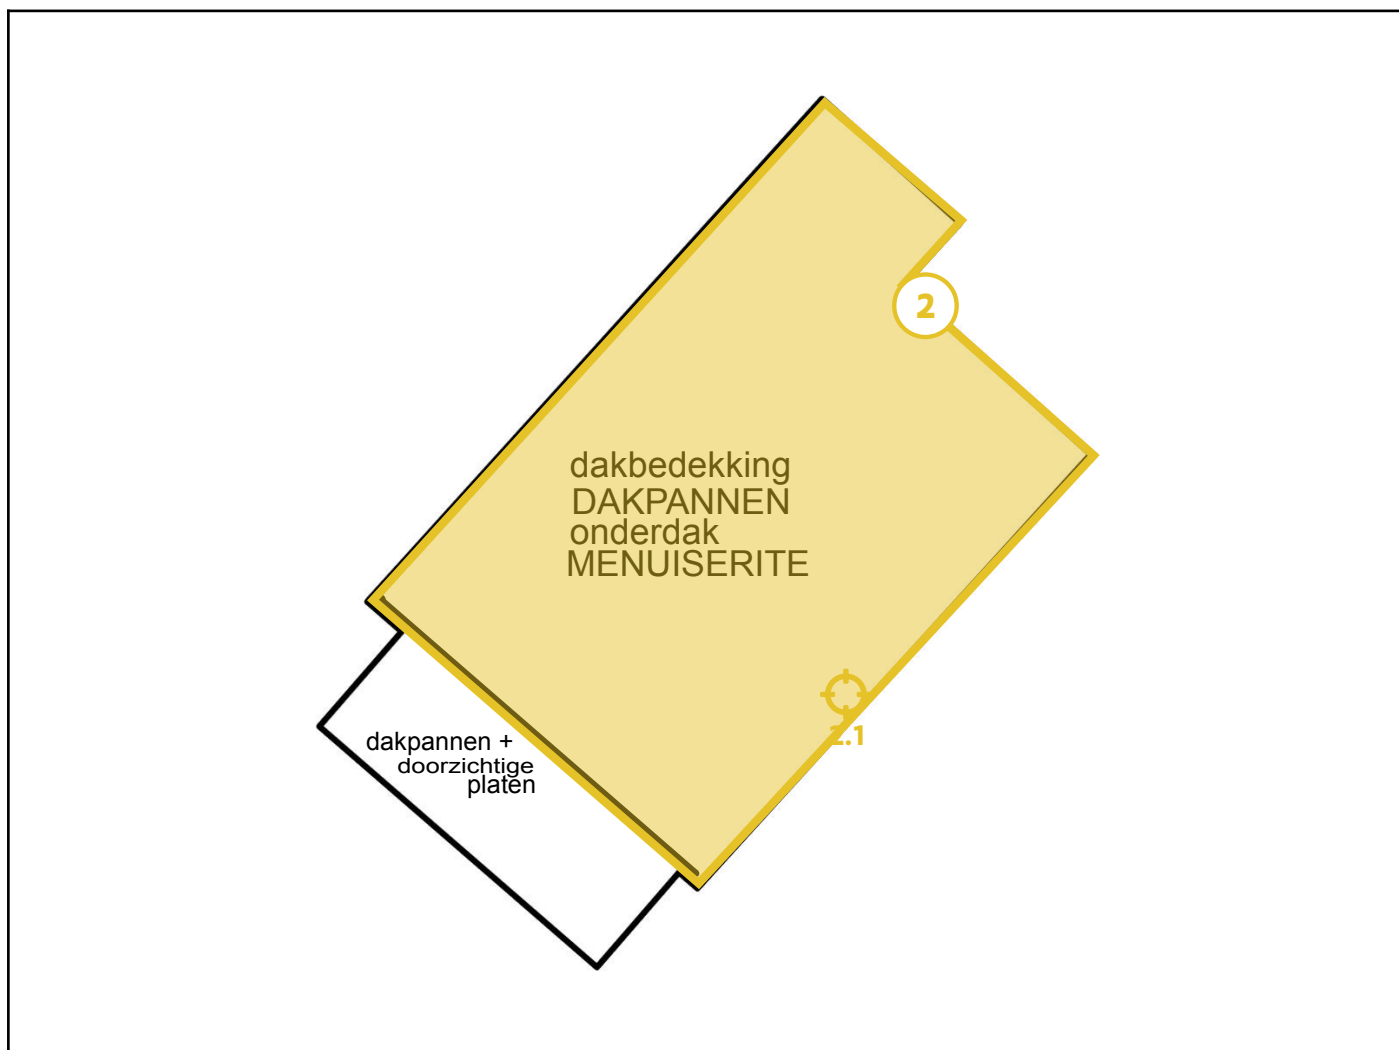 2
dakbedekking
DAKPANNEN
onderdak
MENUISERITE
2.1
dakpannen +
doorzichtige
platen